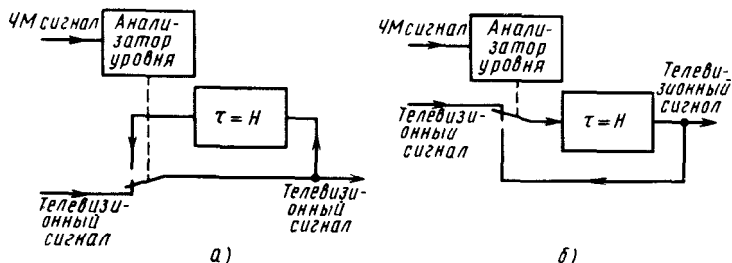 ЧМ сигнал
Анали-
затор
уровня
τ = H
Телевизи-
онный
сигнал
Телевизи-
онный
сигнал
а)
ЧМ сигнал
Анали-
затор
уровня
Телевизи-
онный
сигнал
τ = H
Телеви-
зионный
сигнал
б)